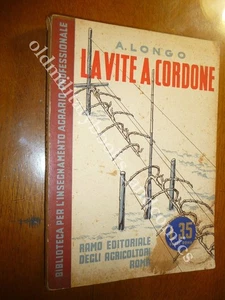 A. LONGO
LA VITE A CORDONE
BIBLIOTECA PER L'INSEGNAMENTO AGRARIO PROFESSIONALE
35
RAMO EDITORIALE
DEGLI AGRICOLTORI
ROMA